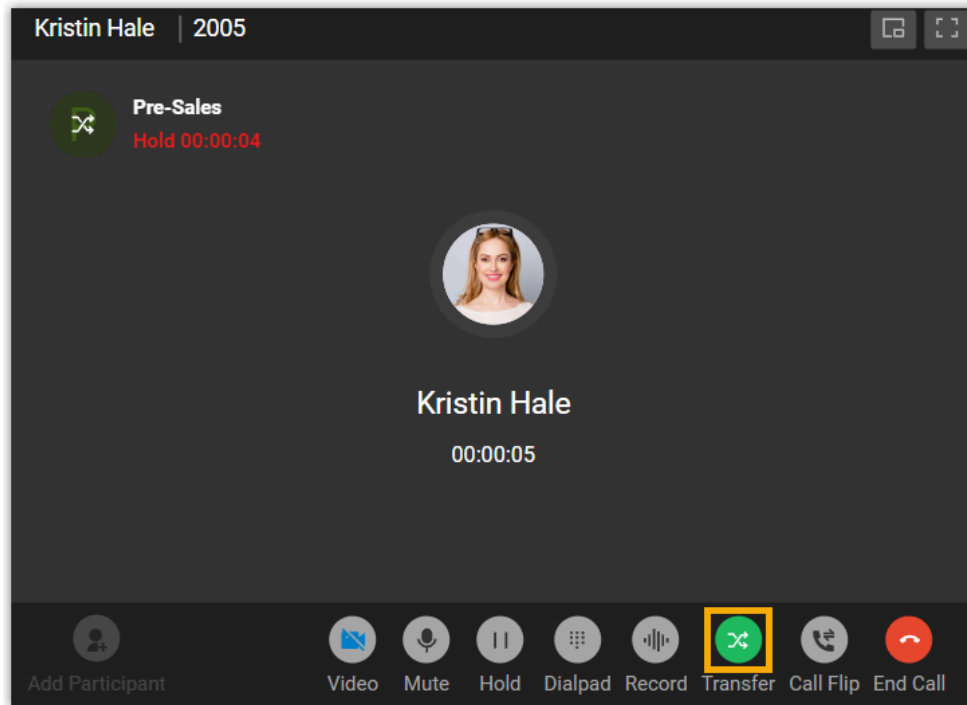 Kristin Hale | 2005
P
Pre-Sales
Hold 00:00:04
Kristin Hale
00:00:05
Add Participant
Video
Mute
Hold
Dialpad
Record
Transfer
Call Flip
End Call